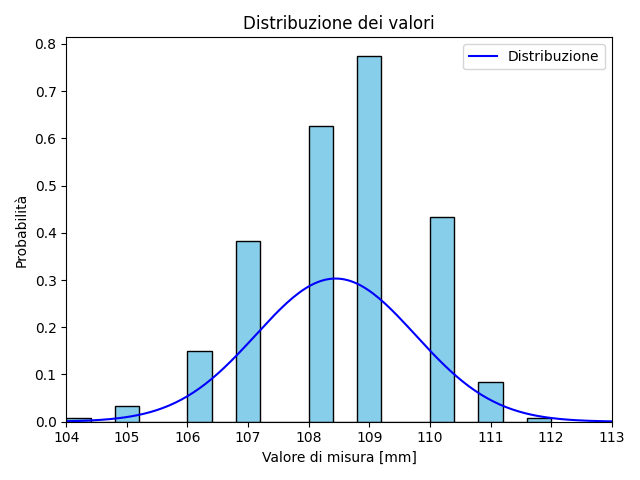 Distribuzione dei valori
Distribuzione
Probabilità
0.8
0.7
0.6
0.5
0.4
0.3
0.2
0.1
0.0
104 105 106 107 108 109 110 111 112 113
Valore di misura [mm]